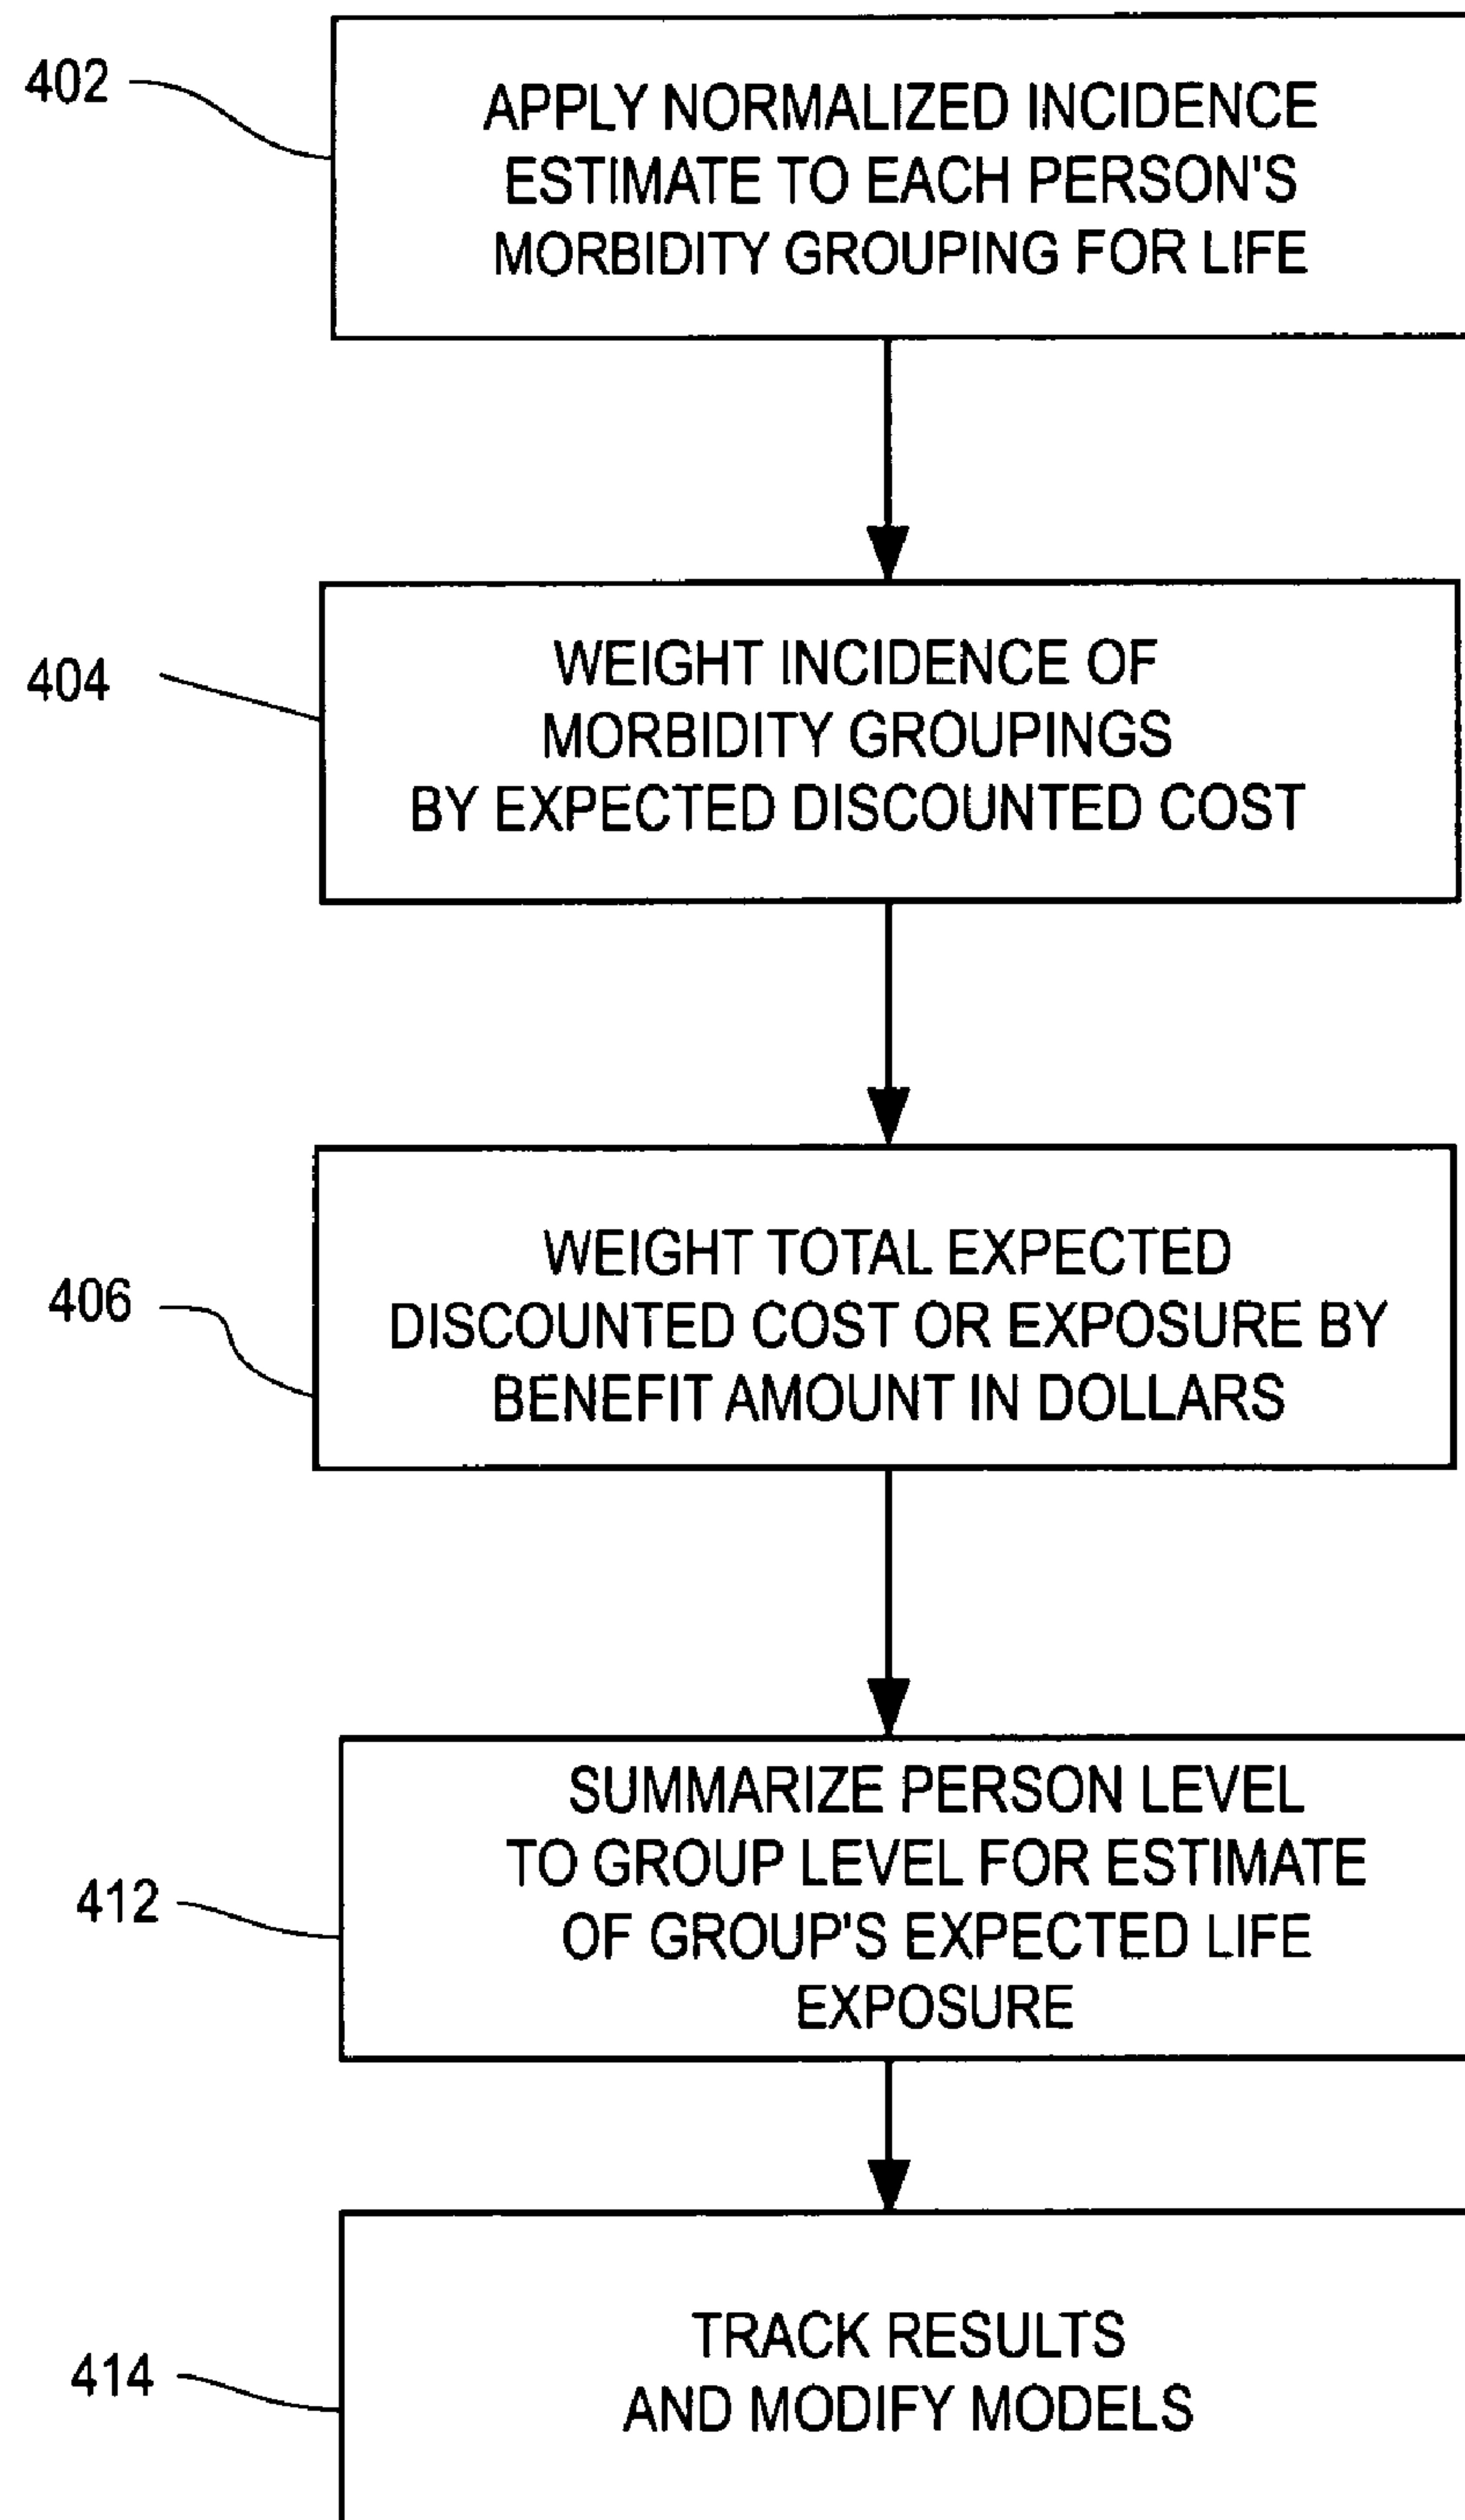 402
APPLY NORMALIZED INCIDENCE
ESTIMATE TO EACH PERSON'S
MORBIDITY GROUPING FOR LIFE
404
WEIGHT INCIDENCE OF
MORBIDITY GROUPINGS
BY EXPECTED DISCOUNTED COST
406
WEIGHT TOTAL EXPECTED
DISCOUNTED COST OR EXPOSURE BY
BENEFIT AMOUNT IN DOLLARS
412
SUMMARIZE PERSON LEVEL
TO GROUP LEVEL FOR ESTIMATE
OF GROUP'S EXPECTED LIFE
EXPOSURE
414
TRACK RESULTS
AND MODIFY MODELS